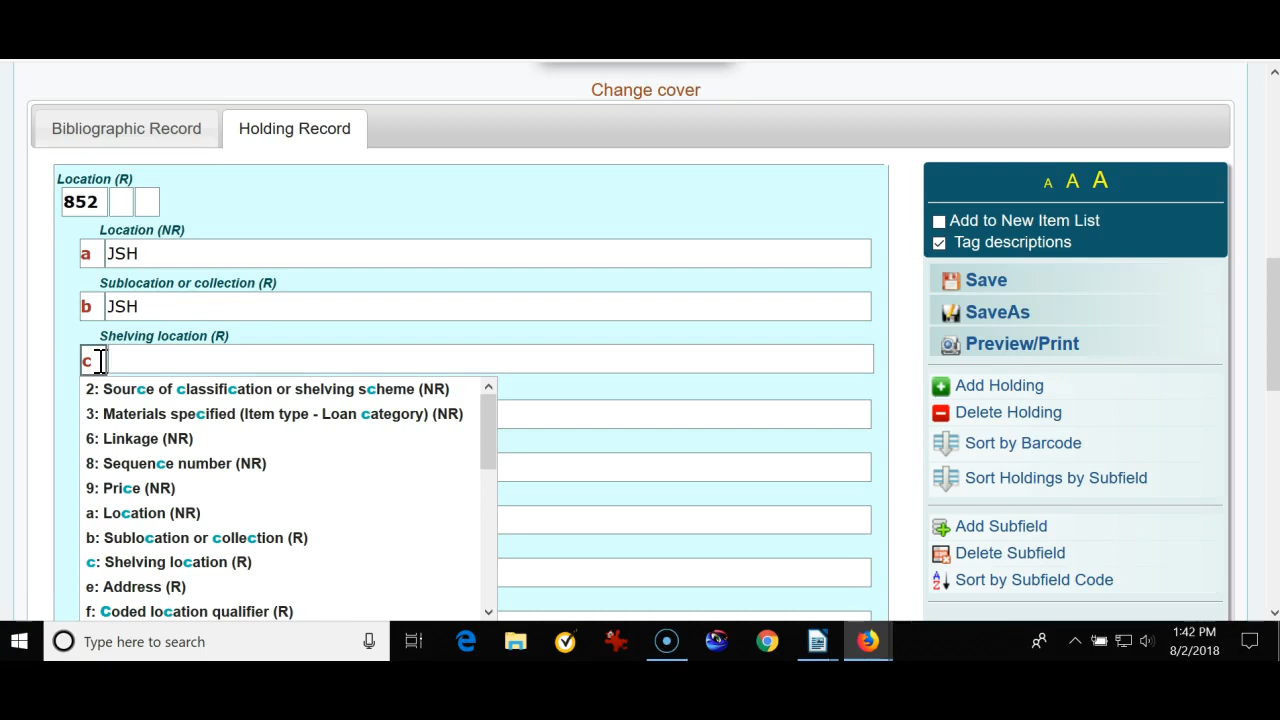 Change cover
Bibliographic Record
Holding Record
Location (R)
852
Location (NR)
a JSH
Sublocation or collection (R)
b JSH
Shelving location (R)
c
2: Source of classification or shelving scheme (NR)
3: Materials specified (Item type - Loan category) (NR)
6: Linkage (NR)
8: Sequence number (NR)
9: Price (NR)
a: Location (NR)
b: Sublocation or collection (R)
c: Shelving location (R)
e: Address (R)
f: Coded location qualifier (R)
A A A
Add to New Item List
Tag descriptions
Save
SaveAs
Preview/Print
Add Holding
Delete Holding
Sort by Barcode
Sort Holdings by Subfield
Add Subfield
Delete Subfield
Sort by Subfield Code
Type here to search
1:42 PM
8/2/2018